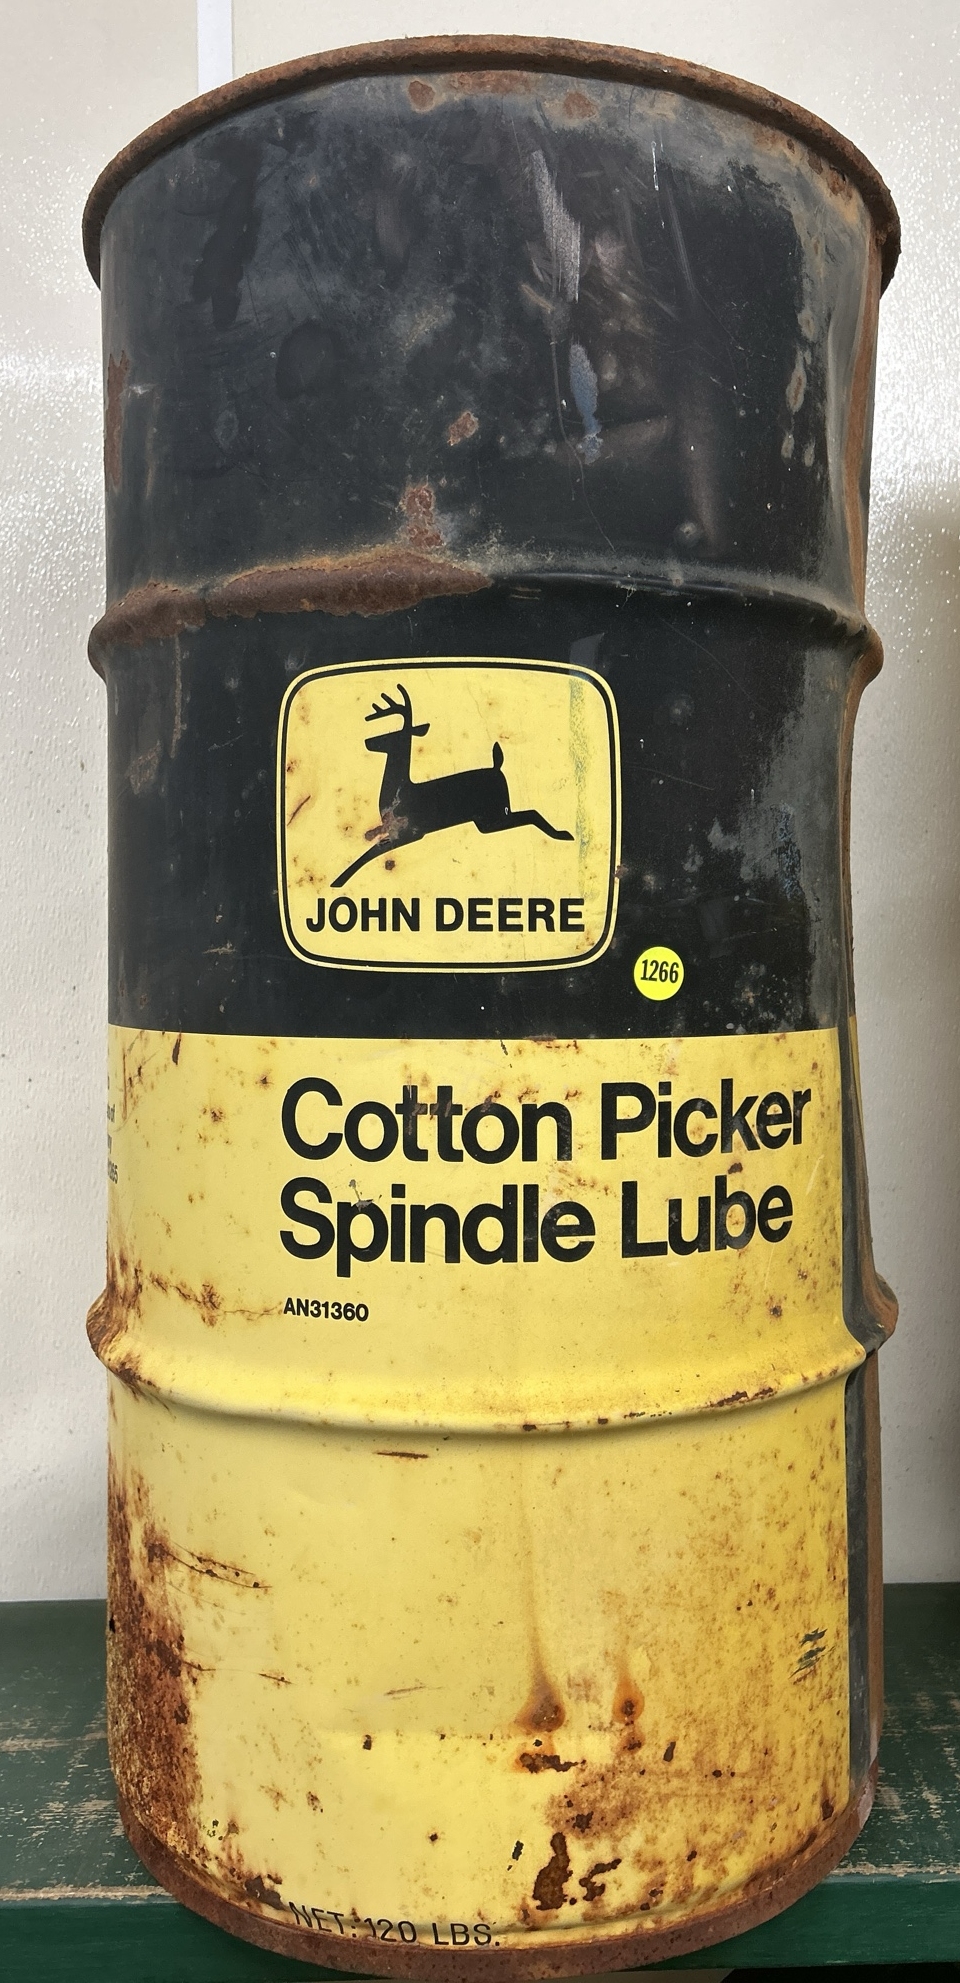 JOHN DEERE
1266
Cotton Picker
Spindle Lube
AN31360
NET: 120 LBS.